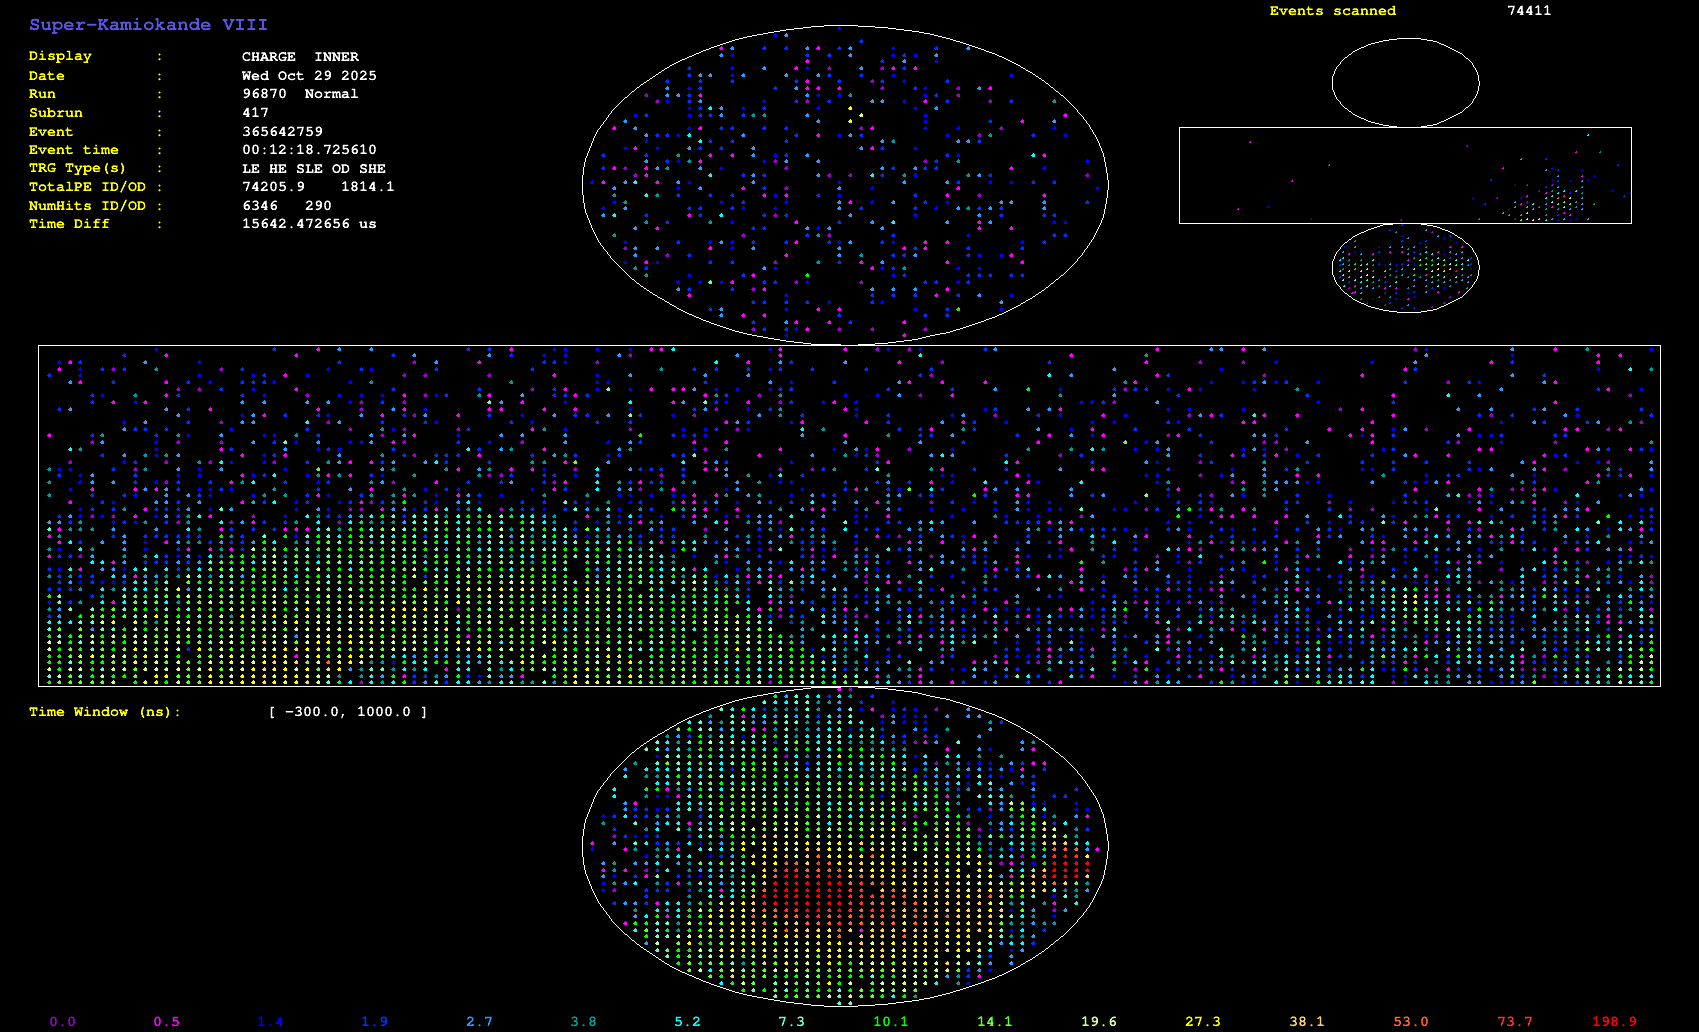 Super-Kamiokande VIII
Display : CHARGE INNER
Date : Wed Oct 29 2025
Run : 96870 Normal
Subrun : 417
Event : 365642759
Event time : 00:12:18.725610
TRG Type(s) : LE HE SLE OD SHE
TotalPE ID/OD : 74205.9 1814.1
NumHits ID/OD : 6346 290
Time Diff : 15642.472656 us
Events scanned 74411
Time Window (ns): [ -300.0, 1000.0 ]
0.0 0.5 1.4 1.9 2.7 3.8 5.2 7.3 10.1 14.1 19.6 27.3 38.1 53.0 73.7 198.9